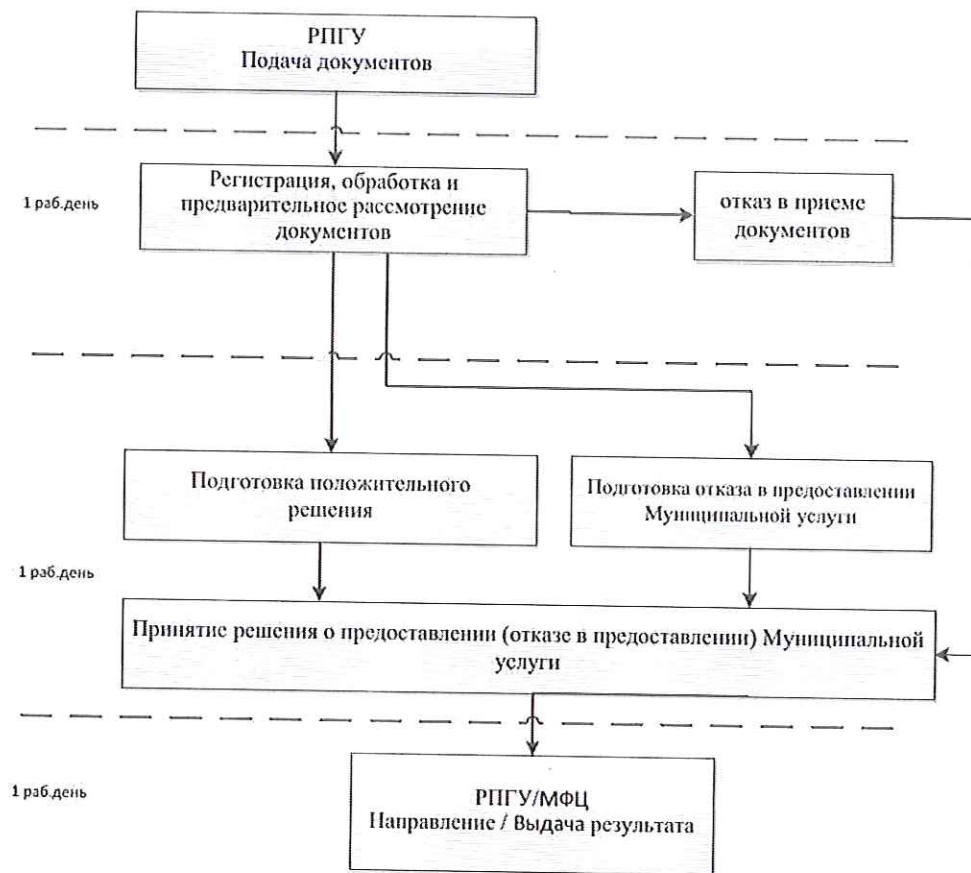 РПГУ
Подача документов
1 раб.день
Регистрация, обработка и
предварительное рассмотрение
документов
отказ в приеме
документов
Подготовка положительного
решения
Подготовка отказа в предоставлении
Муниципальной услуги
1 раб.день
Принятие решения о предоставлении (отказе в предоставлении) Муниципальной
услуги
1 раб.день
РПГУ/МФЦ
Направление / Выдача результата